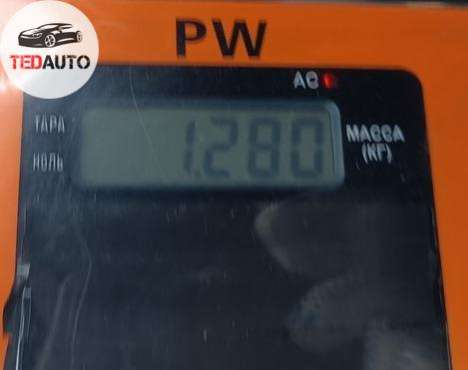 TEDAUTO
PW
AC
ТАРА
НОЛЬ
1.280
МАССА
(КГ)